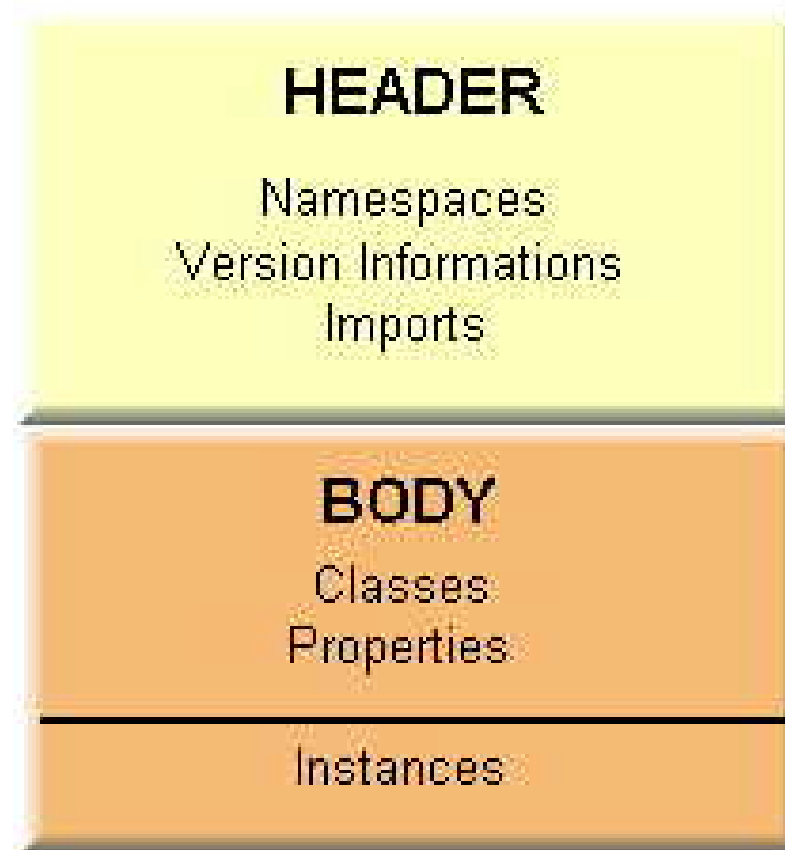 HEADER
Namespaces
Version Informations
Imports
BODY
Classes
Properties
Instances